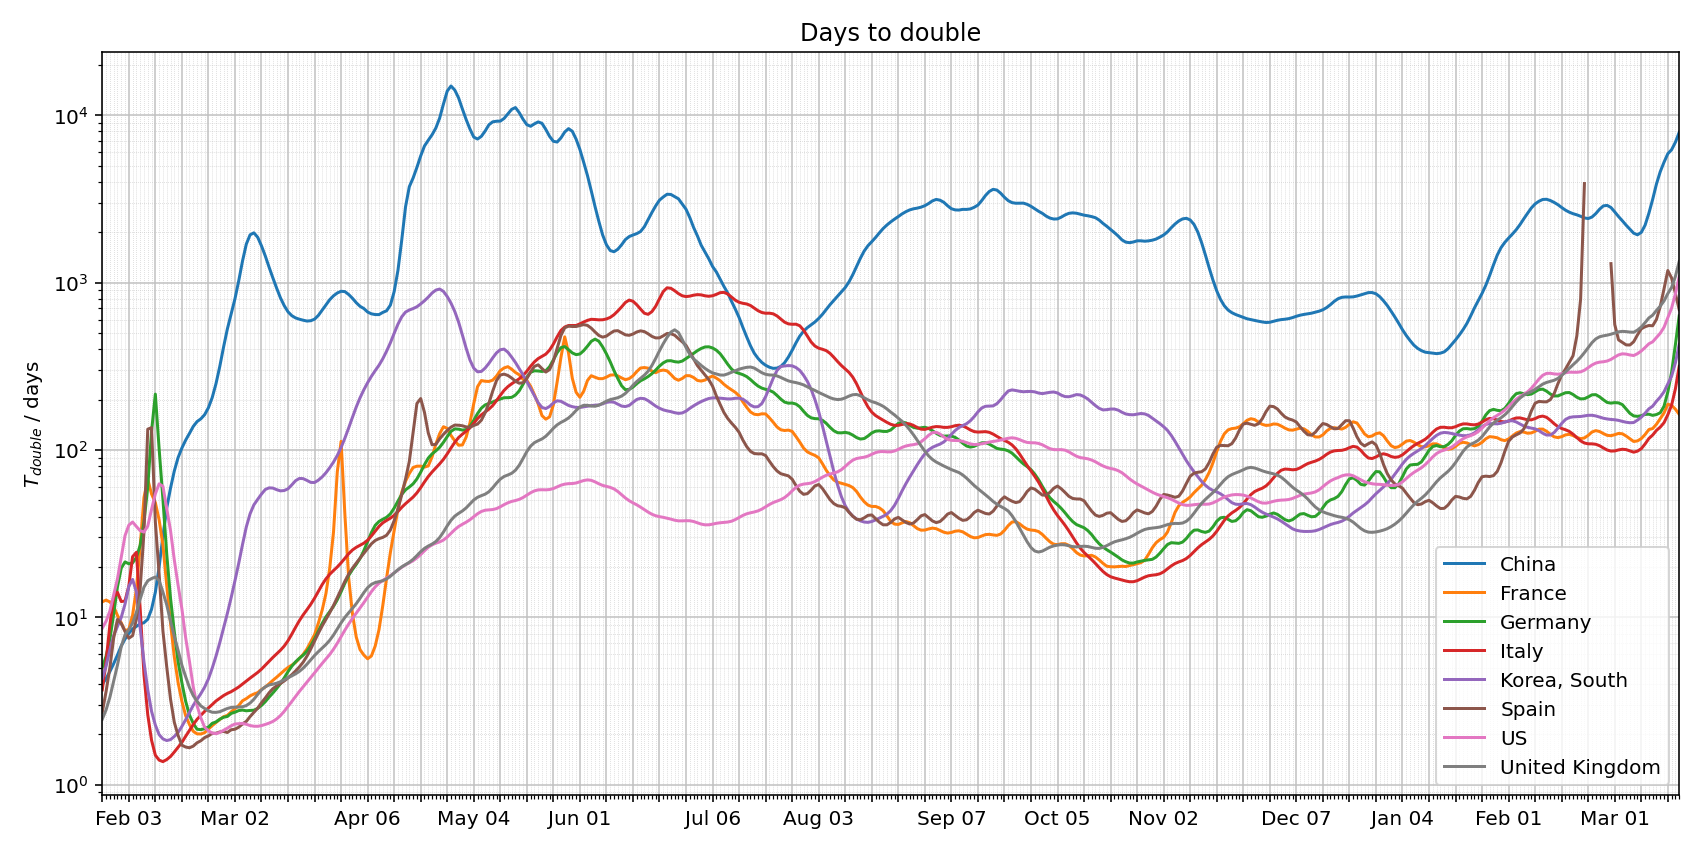 Days to double
T_double / days
10⁴
10³
10²
10¹
10⁰
Feb 03 Mar 02 Apr 06 May 04 Jun 01 Jul 06 Aug 03 Sep 07 Oct 05 Nov 02 Dec 07 Jan 04 Feb 01 Mar 01
China
France
Germany
Italy
Korea, South
Spain
US
United Kingdom